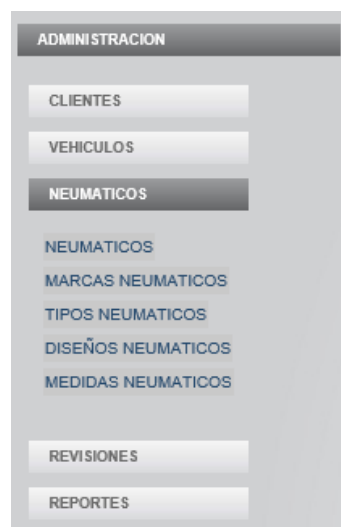 ADMINISTRACION
CLIENTES
VEHICULOS
NEUMATICOS
NEUMATICOS
MARCAS NEUMATICOS
TIPOS NEUMATICOS
DISEÑOS NEUMATICOS
MEDIDAS NEUMATICOS
REVISIONES
REPORTES